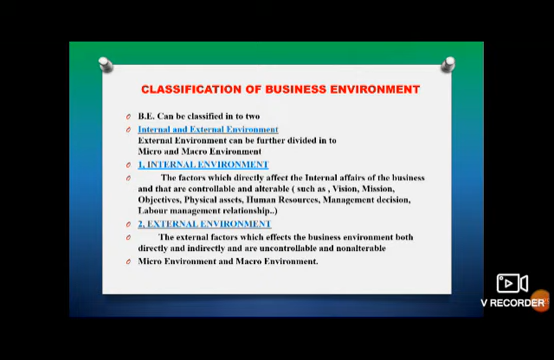 CLASSIFICATION OF BUSINESS ENVIRONMENT
B.E. Can be classified in to two
Internal and External Environment
External Environment can be further divided in to
Micro and Macro Environment
1, INTERNAL ENVIRONMENT
The factors which directly affect the Internal affairs of the business
and that are controllable and alterable ( such as , Vision, Mission,
Objectives, Physical assets, Human Resources, Management decision,
Labour management relationship..)
2, EXTERNAL ENVIRONMENT
The external factors which effects the business environment both
directly and indirectly and are uncontrollable and nonalterable
Micro Environment and Macro Environment.
V RECORDER